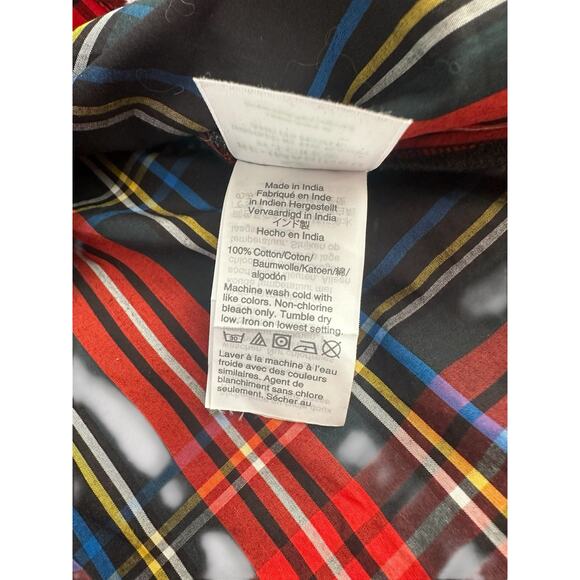 Made in India
Fabriqué en Inde
in Indien Hergestellt
Vervaardigd in India
インド製
Hecho en India
100% Cotton/Coton/
Baumwolle/Katoen/綿/
algodón
Machine wash cold with
like colors. Non-chlorine
bleach only. Tumble dry
low. Iron on lowest setting.
30
Laver à la machine à l'eau
froide avec des couleurs
similaires. Agent de
blanchiment sans chlore
seulement. Sécher au